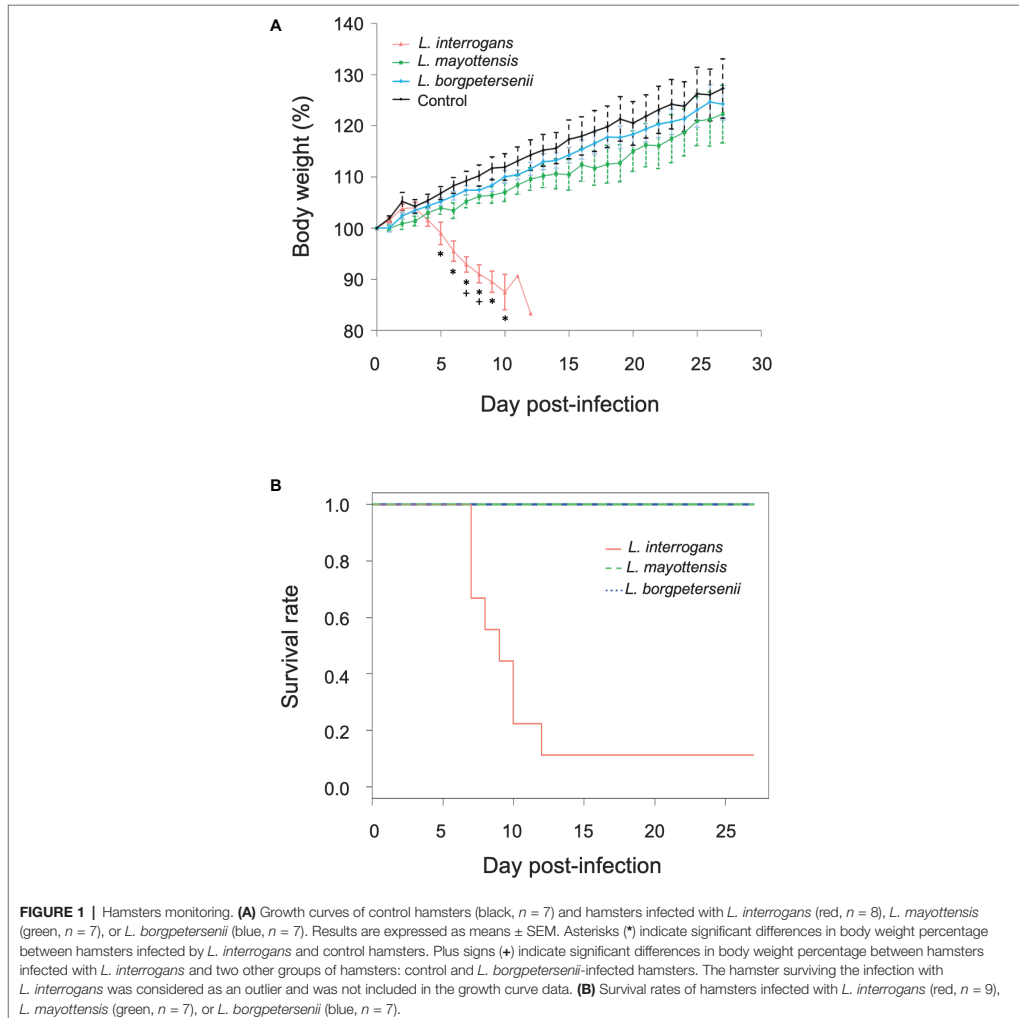 A
140
130
120
110
100
90
80
Body weight (%)
L. interrogans
L. mayottensis
L. borgpetersenii
Control
*
*
*
+
*
+
*
*
0 5 10 15 20 25 30
Day post-infection
B
1.0
0.8
0.6
0.4
0.2
0.0
Survival rate
L. interrogans
L. mayottensis
L. borgpetersenii
0 5 10 15 20 25
Day post-infection
FIGURE 1 | Hamsters monitoring. (A) Growth curves of control hamsters (black, n = 7) and hamsters infected with L. interrogans (red, n = 8), L. mayottensis
(green, n = 7), or L. borgpetersenii (blue, n = 7). Results are expressed as means ± SEM. Asterisks (*) indicate significant differences in body weight percentage
between hamsters infected by L. interrogans and control hamsters. Plus signs (+) indicate significant differences in body weight percentage between hamsters
infected with L. interrogans and two other groups of hamsters: control and L. borgpetersenii-infected hamsters. The hamster surviving the infection with
L. interrogans was considered as an outlier and was not included in the growth curve data. (B) Survival rates of hamsters infected with L. interrogans (red, n = 9),
L. mayottensis (green, n = 7), or L. borgpetersenii (blue, n = 7).